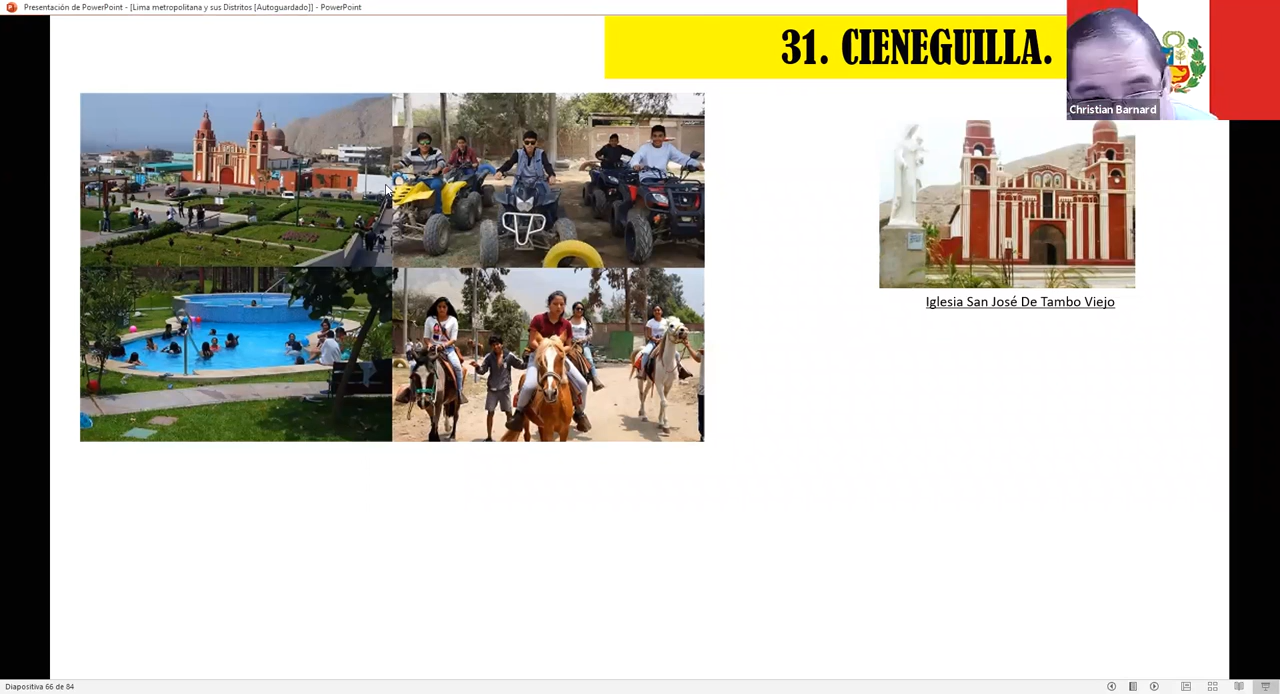 Presentación de PowerPoint - [Lima metropolitana y sus Distritos [Autoguardado]] - PowerPoint
31. CIENEGUILLA.
Christian Barnard
Iglesia San José De Tambo Viejo
Diapositiva 66 de 84